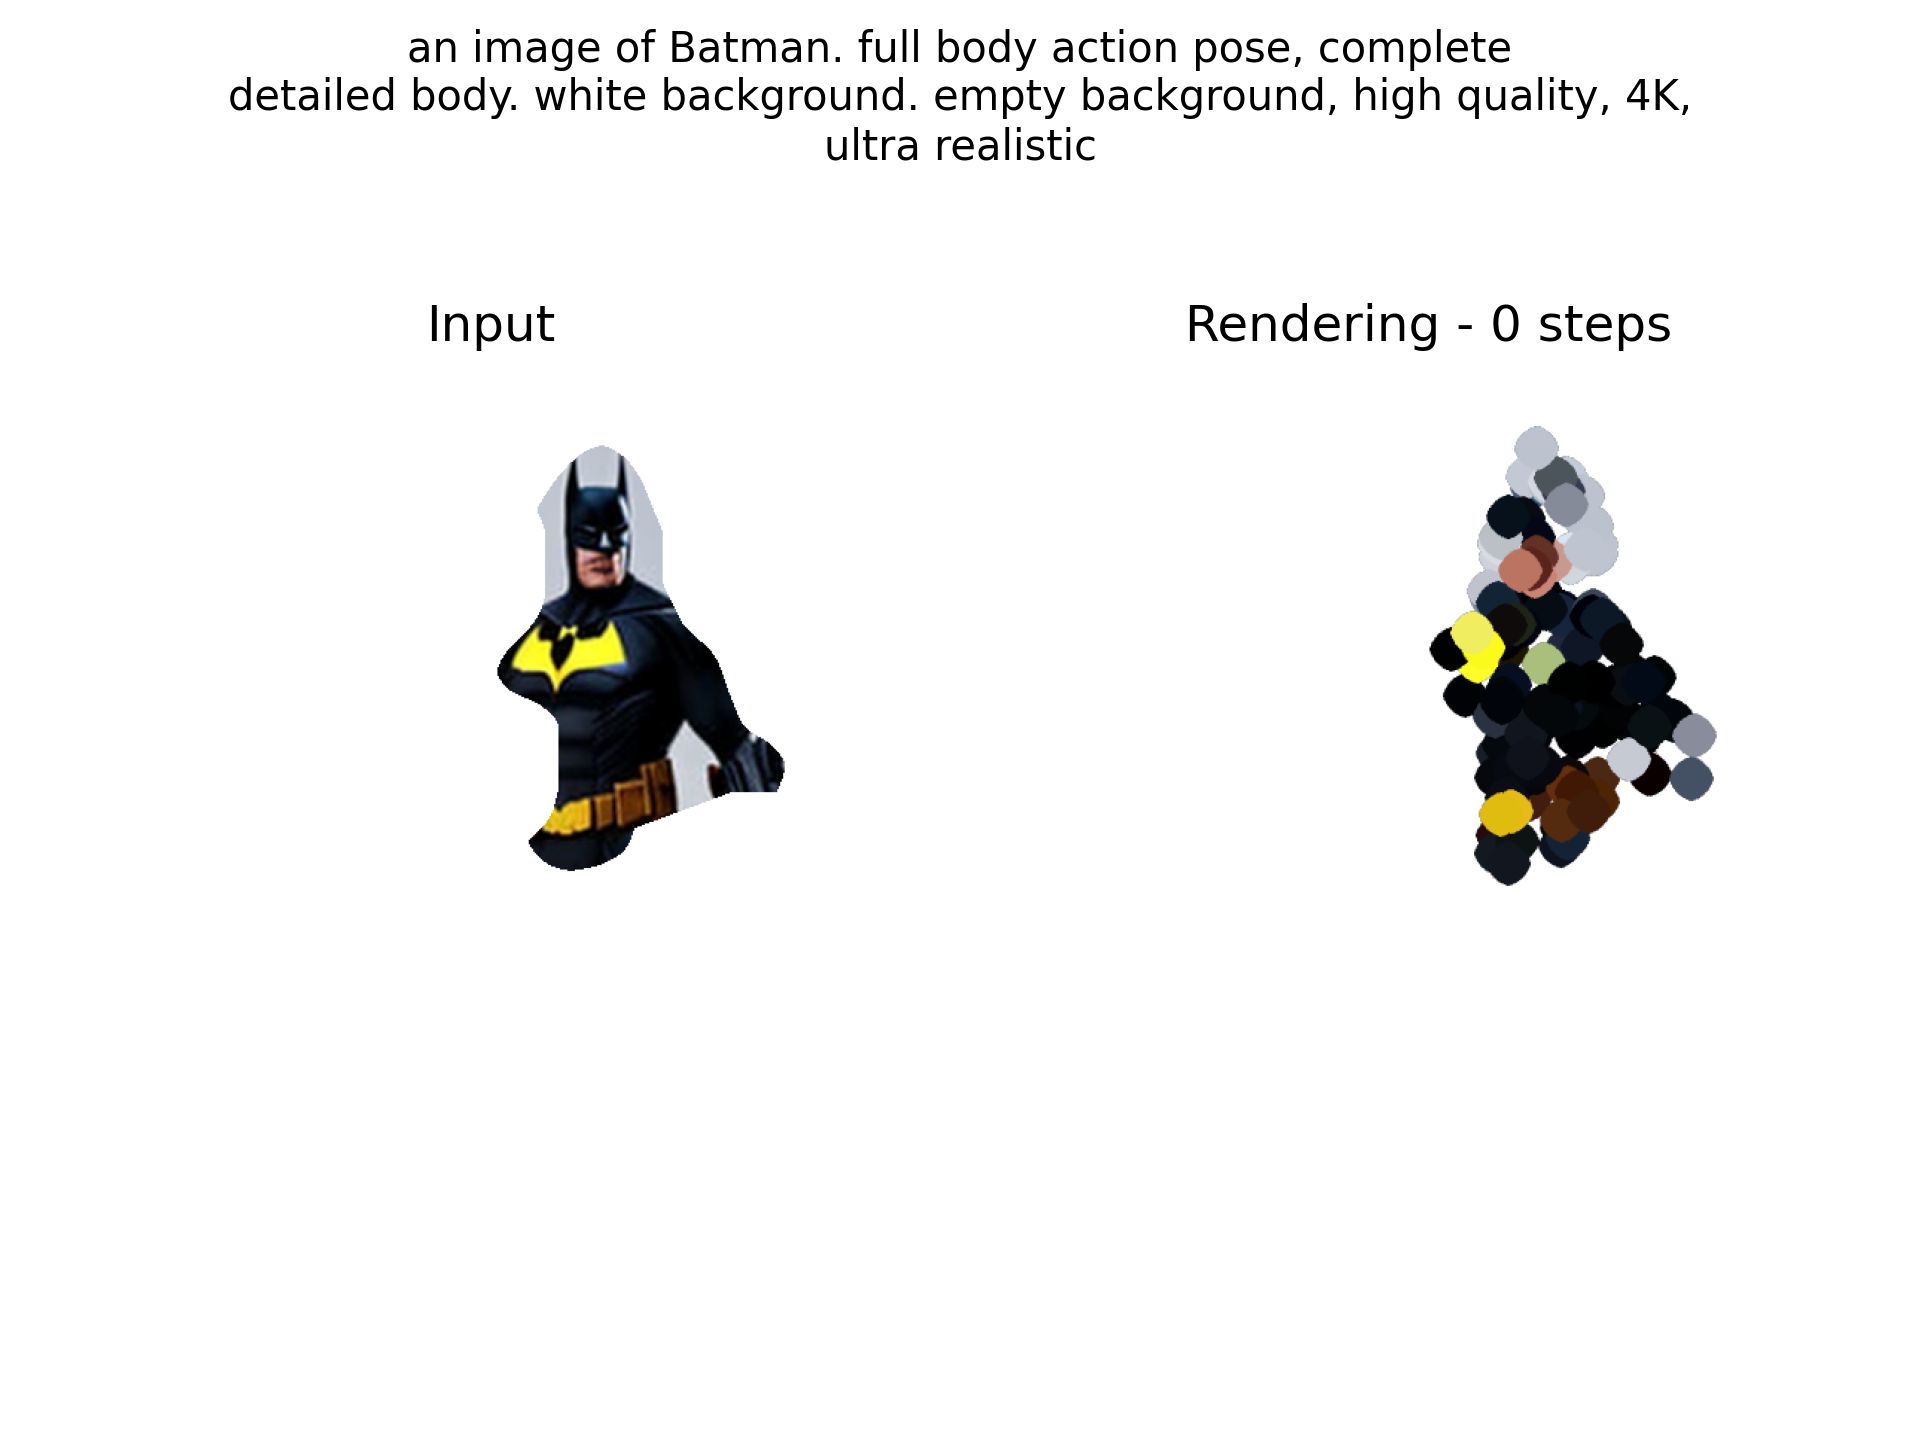 an image of Batman. full body action pose, complete
detailed body. white background. empty background, high quality, 4K,
ultra realistic
Input
Rendering - 0 steps